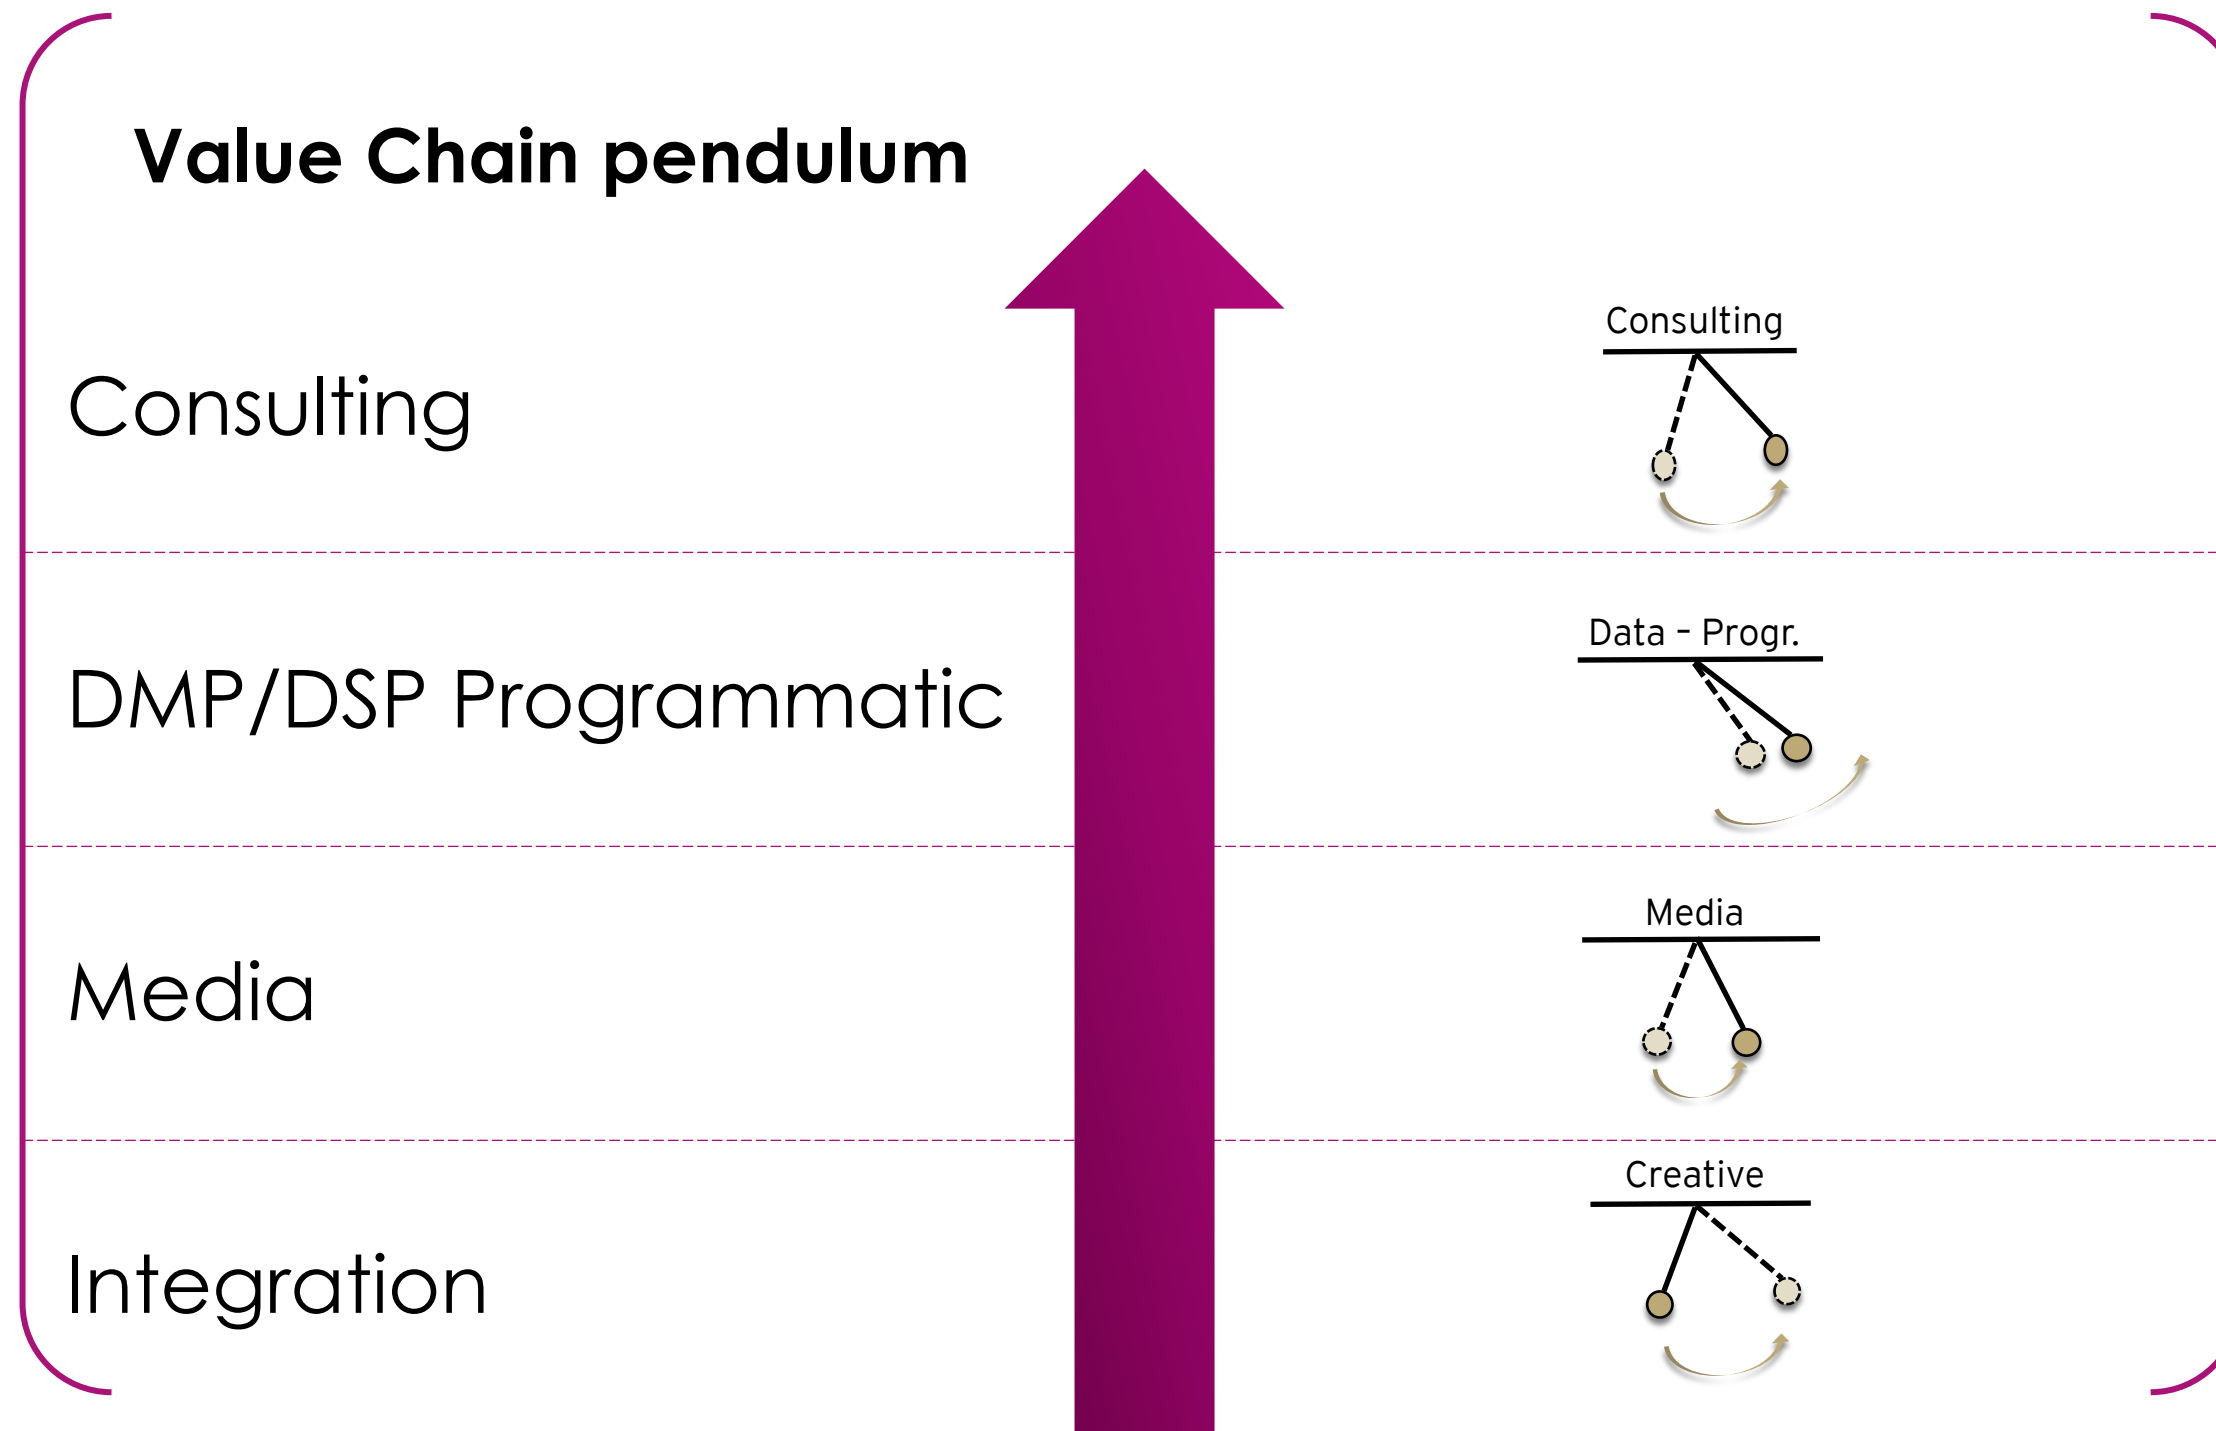 Value Chain pendulum
Consulting
Consulting
DMP/DSP Programmatic
Data - Progr.
Media
Media
Integration
Creative